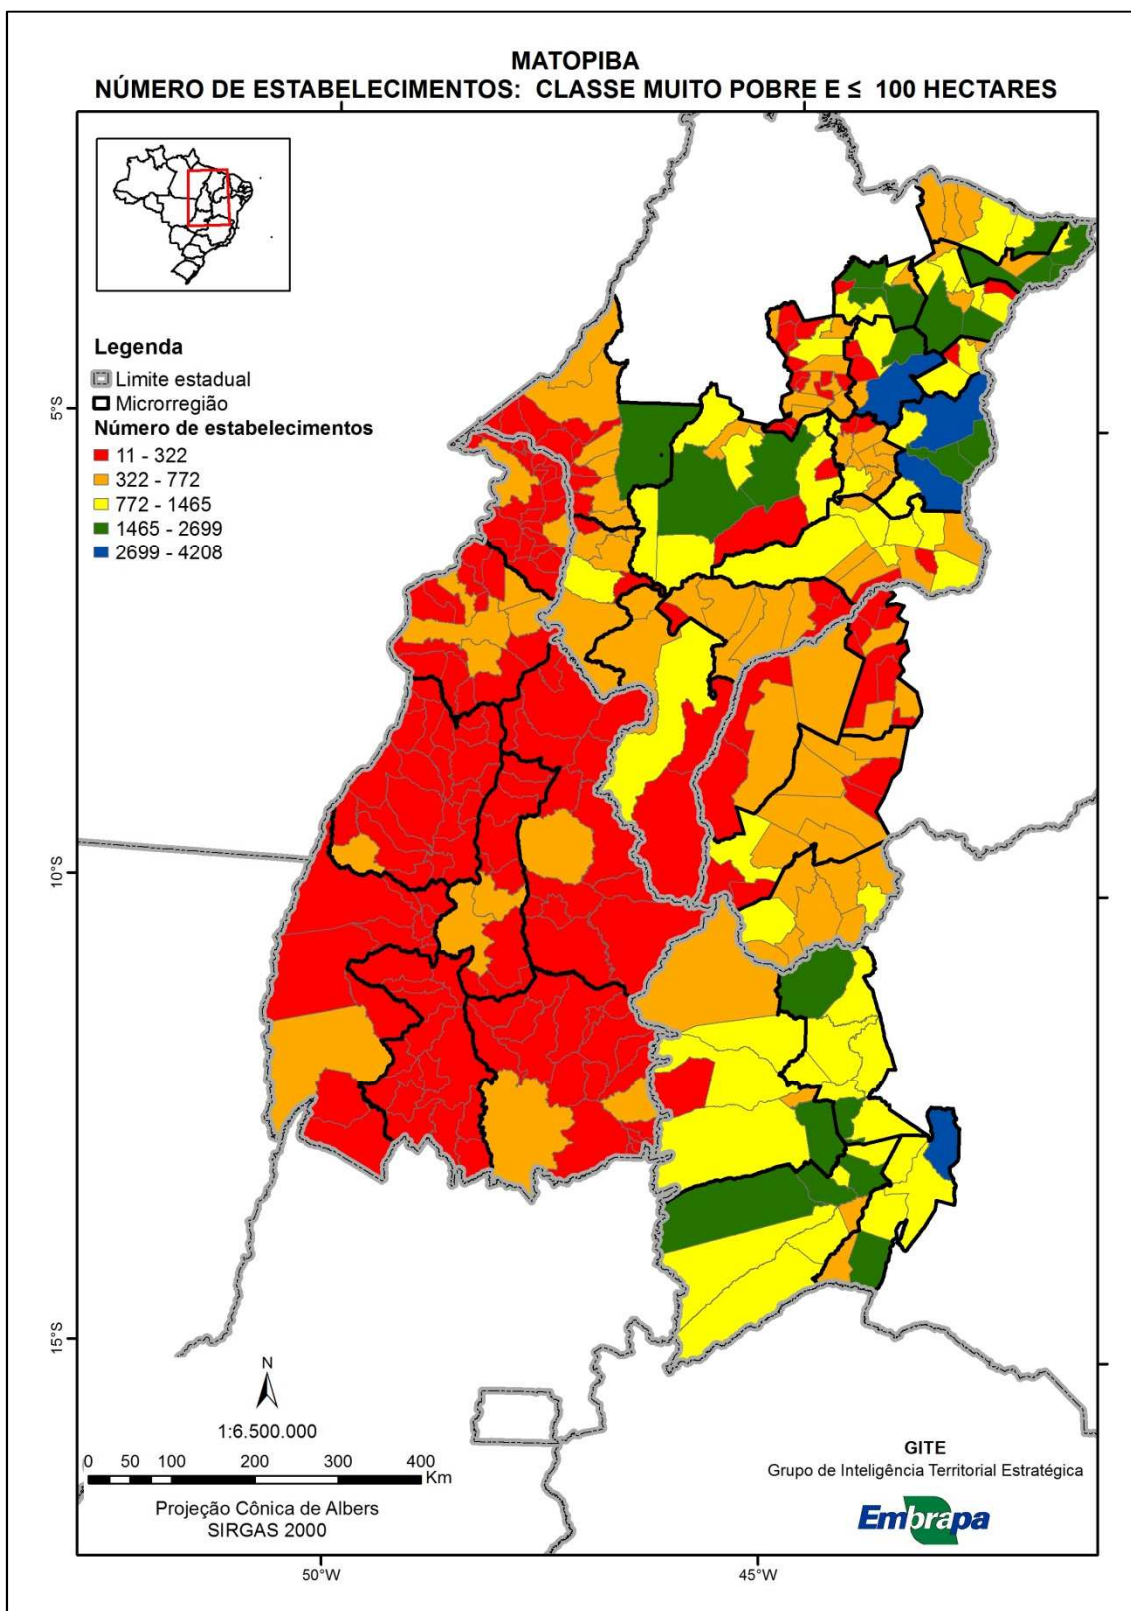 MATOPIBA
NÚMERO DE ESTABELECIMENTOS: CLASSE MUITO POBRE E ≤ 100 HECTARES
Legenda
Limite estadual
Microrregião
Número de estabelecimentos
11 - 322
322 - 772
772 - 1465
1465 - 2699
2699 - 4208
5°S
10°S
15°S
N
1:6.500.000
0 50 100 200 300 400
Km
Projeção Cônica de Albers
SIRGAS 2000
GITE
Grupo de Inteligência Territorial Estratégica
Embrapa
50°W
45°W